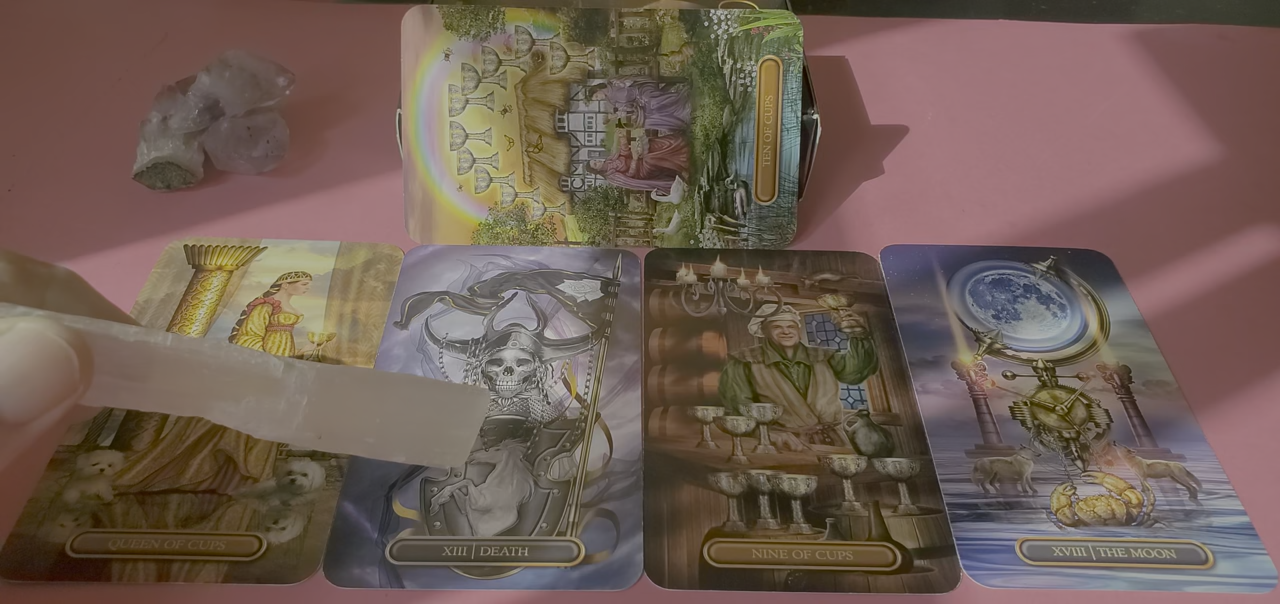 TEN OF CUPS
QUEEN OF CUPS
XIII | DEATH
NINE OF CUPS
XVIII | THE MOON